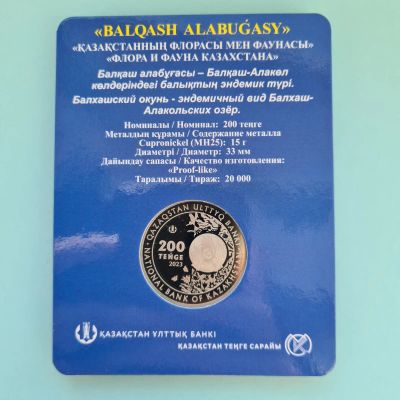 «BALQASH ALABUǴASY»
«ҚАЗАҚСТАННЫҢ ФЛОРАСЫ МЕН ФАУНАСЫ»
«ФЛОРА И ФАУНА КАЗАХСТАНА»
Балқаш алабұғасы – Балқаш-Алакөл
көлдеріндегі балықтың эндемик түрі.
Балхашский окунь - эндемичный вид Балхаш-
Алакольских озёр.
Номиналы / Номинал: 200 теңге
Металдың құрамы / Содержание металла
Cupronickel (МН25): 15 г
Диаметрі / Диаметр: 33 мм
Дайындау сапасы / Качество изготовления:
«Proof-like»
Таралымы / Тираж: 20 000
QAZAQSTAN ULTTYQ BANKI
200
TEŃGE
2023
NATIONAL BANK OF KAZAKHSTAN
ҚАЗАҚСТАН ҰЛТТЫҚ БАНКІ
ҚАЗАҚСТАН ТЕҢГЕ САРАЙЫ